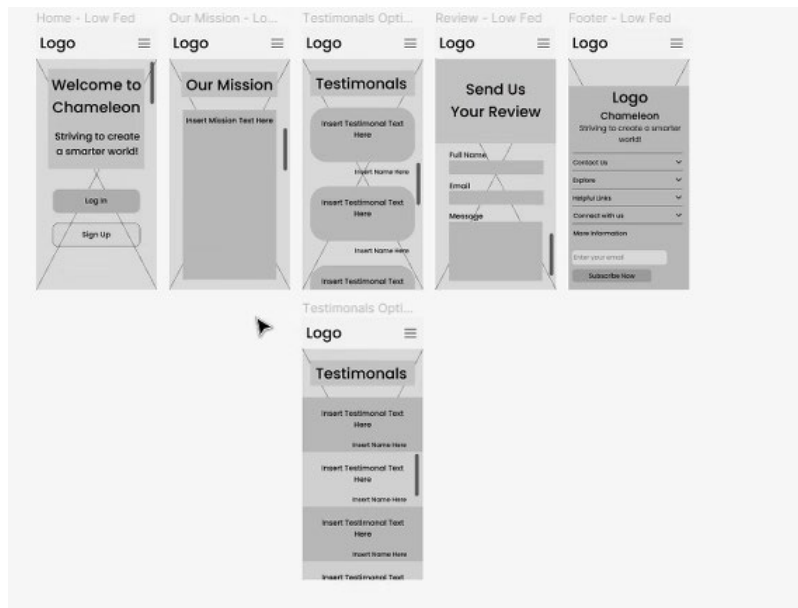 Home - Low Fed
Logo
Welcome to
Chameleon
Striving to create
a smarter world!
Log In
Sign Up
Our Mission - Lo...
Logo
Our Mission
Insert Mission Text Here
Testimonals Opti...
Logo
Testimonals
Insert Testimonal Text
Here
Insert Name Here
Insert Testimonal Text
Here
Insert Name Here
Insert Testimonal Text
Review - Low Fed
Logo
Send Us
Your Review
Full Name
Email
Message
Footer - Low Fed
Logo
Logo
Chameleon
Striving to create a smarter
world!
Contact Us
Explore
Helpful Links
Connect with us
More Information
Enter your email
Subscribe Now
Testimonals Opti...
Logo
Testimonals
Insert Testimonal Text
Here
Insert Name Here
Insert Testimonal Text
Here
Insert Name Here
Insert Testimonal Text
Here
Insert Name Here
Insert Testimonal Text